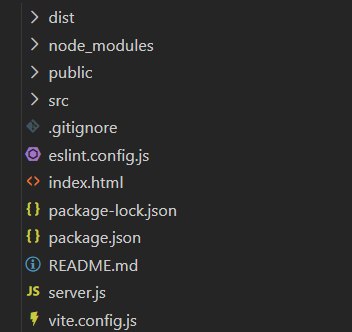 dist
node_modules
public
src
.gitignore
eslint.config.js
index.html
package-lock.json
package.json
README.md
JS server.js
vite.config.js